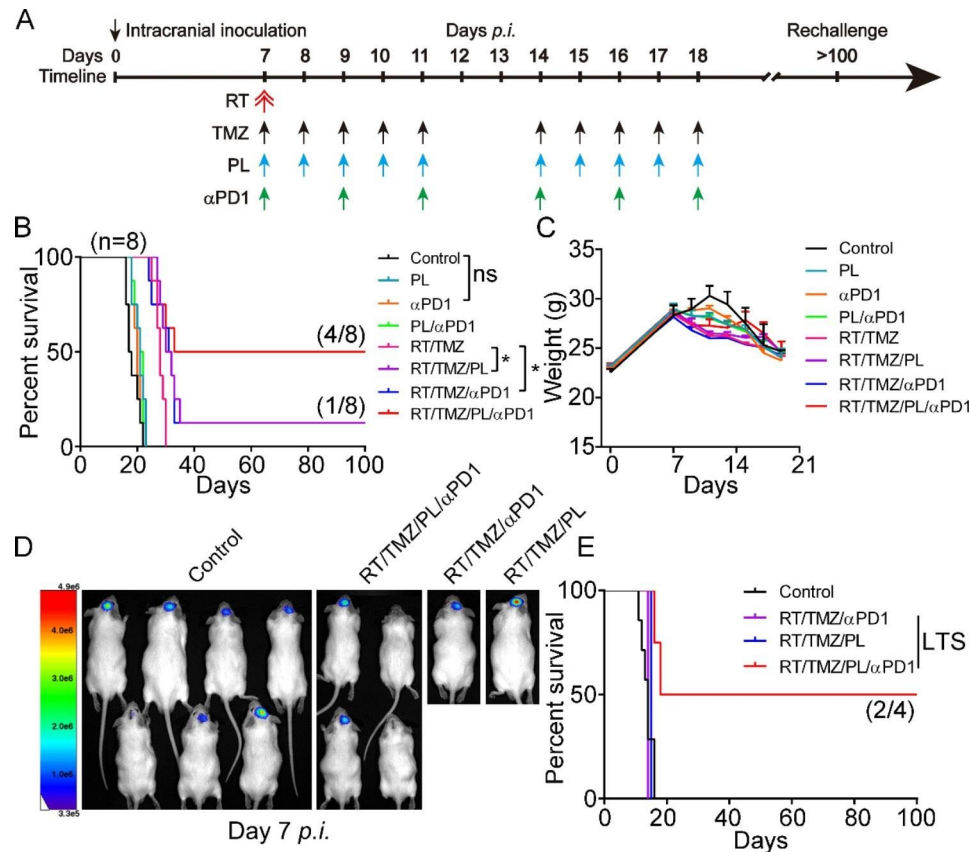 A
Intracranial inoculation Days p.i. Rechallenge
Days 0 7 8 9 10 11 12 13 14 15 16 17 18 >100
Timeline
RT
TMZ
PL
αPD1
B
(n=8)
Percent survival
100
50
0
0 20 40 60 80 100
Days
(4/8)
(1/8)
Control
PL
αPD1
PL/αPD1
RT/TMZ
RT/TMZ/PL
RT/TMZ/αPD1
RT/TMZ/PL/αPD1
ns
*
*
C
Weight (g)
35
30
25
15
0 7 14 21
Days
Control
PL
αPD1
PL/αPD1
RT/TMZ
RT/TMZ/PL
RT/TMZ/αPD1
RT/TMZ/PL/αPD1
D
Control
RT/TMZ/PL/αPD1
RT/TMZ/αPD1
RT/TMZ/PL
4.9e6
4.0e6
3.0e6
2.0e6
1.0e6
3.3e5
Day 7 p.i.
E
Percent survival
100
50
0
0 20 40 60 80 100
Days
Control
RT/TMZ/αPD1
RT/TMZ/PL
RT/TMZ/PL/αPD1
LTS
(2/4)